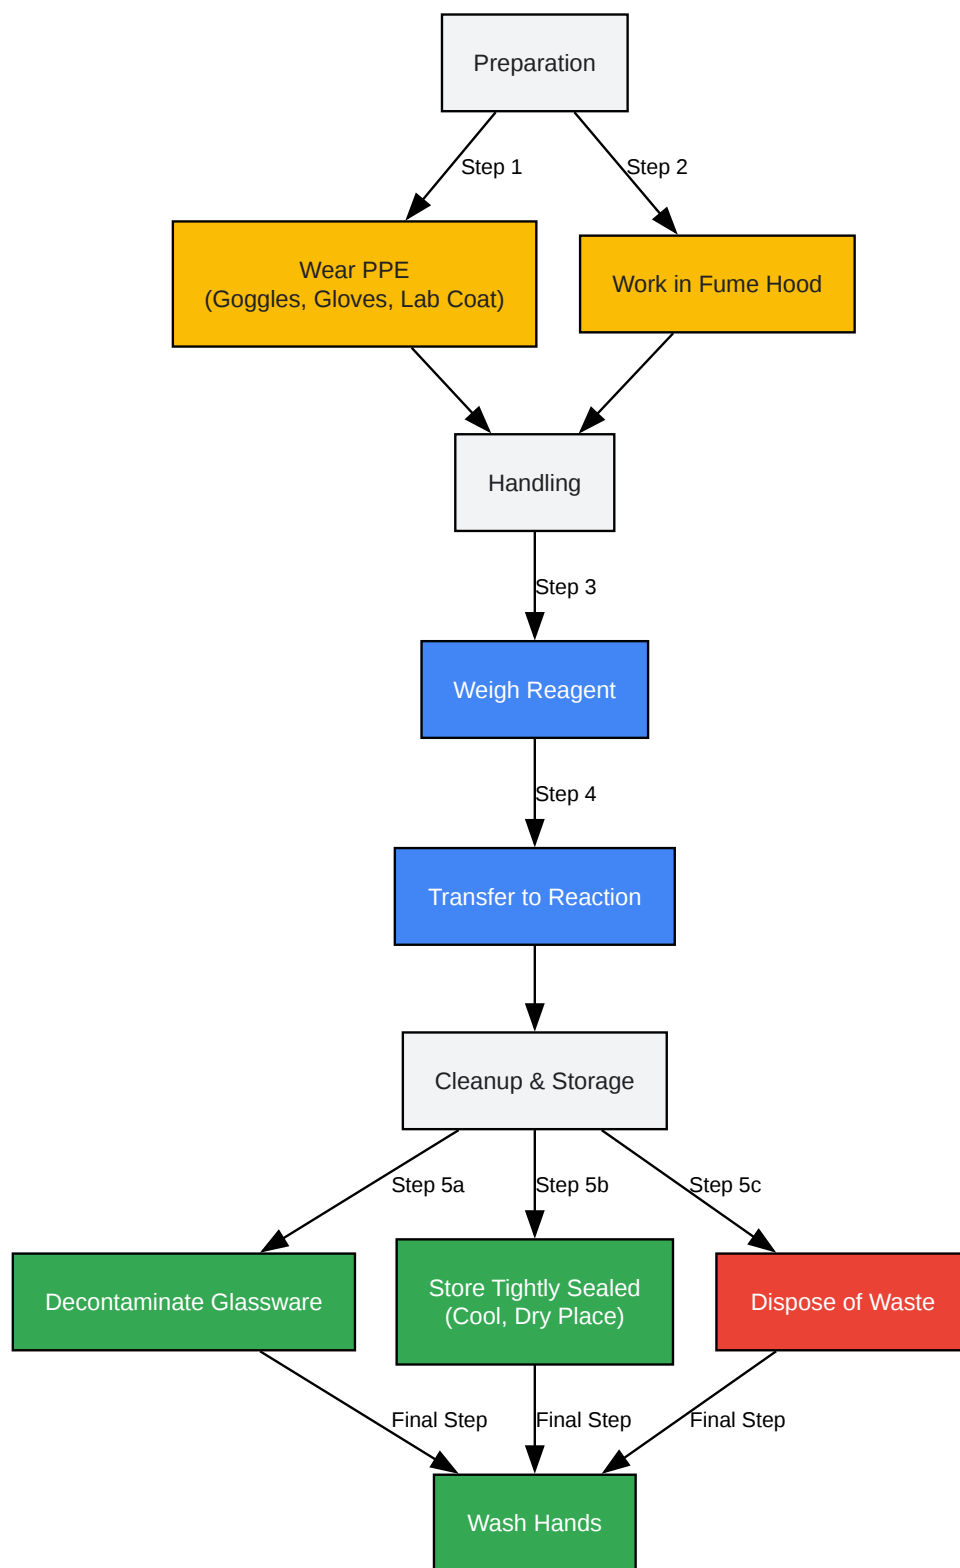 Preparation
Step 1
Step 2
Wear PPE
(Goggles, Gloves, Lab Coat)
Work in Fume Hood
Handling
Step 3
Weigh Reagent
Step 4
Transfer to Reaction
Cleanup & Storage
Step 5a
Step 5b
Step 5c
Decontaminate Glassware
Store Tightly Sealed
(Cool, Dry Place)
Dispose of Waste
Final Step
Final Step
Final Step
Wash Hands